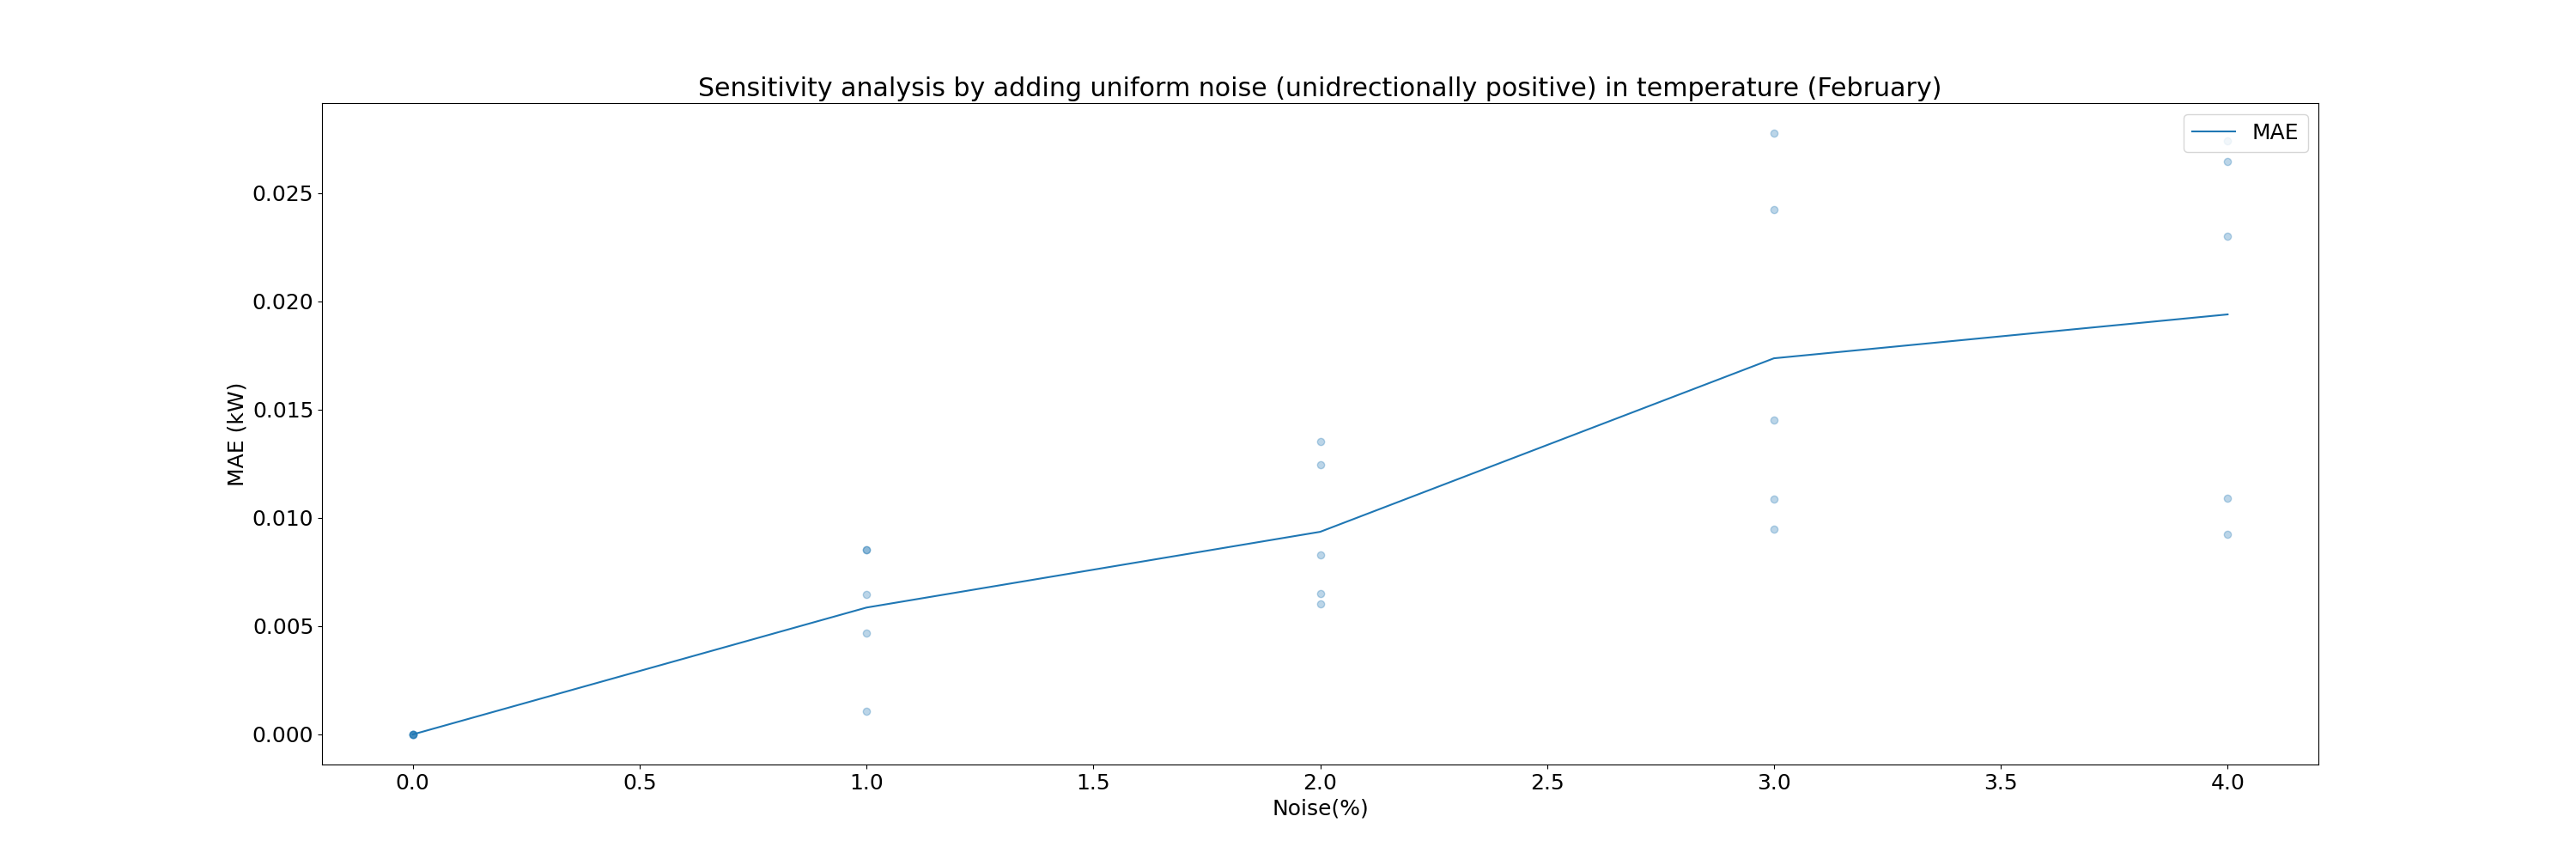 Sensitivity analysis by adding uniform noise (unidrectionally positive) in temperature (February)
MAE
0.025
0.020
0.015
0.010
0.005
0.000
MAE (kW)
0.0 0.5 1.0 1.5 2.0 2.5 3.0 3.5 4.0
Noise(%)